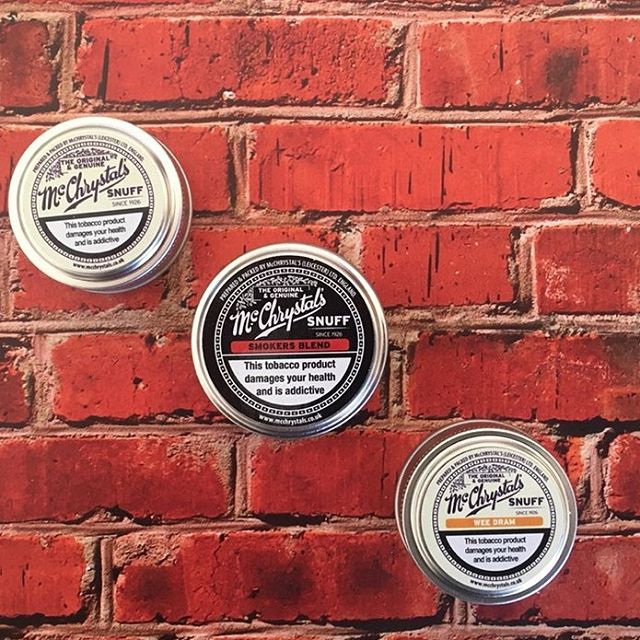 PREPARED & PACKED BY McCHRYSTAL'S (LEICESTER) LTD. ENGLAND
THE ORIGINAL
& GENUINE
McChrystals
SNUFF
SINCE 1926
This tobacco product
damages your health
and is addictive
www.mcchrystals.co.uk
PREPARED & PACKED BY McCHRYSTAL'S (LEICESTER) LTD. ENGLAND
THE ORIGINAL
& GENUINE
McChrystals
SNUFF
SINCE 1926
SMOKERS BLEND
This tobacco product
damages your health
and is addictive
www.mcchrystals.co.uk
PREPARED & PACKED BY McCHRYSTAL'S (LEICESTER) LTD. ENGLAND
THE ORIGINAL
& GENUINE
McChrystals
SNUFF
SINCE 1926
WEE DRAM
This tobacco product
damages your health
and is addictive
www.mcchrystals.co.uk